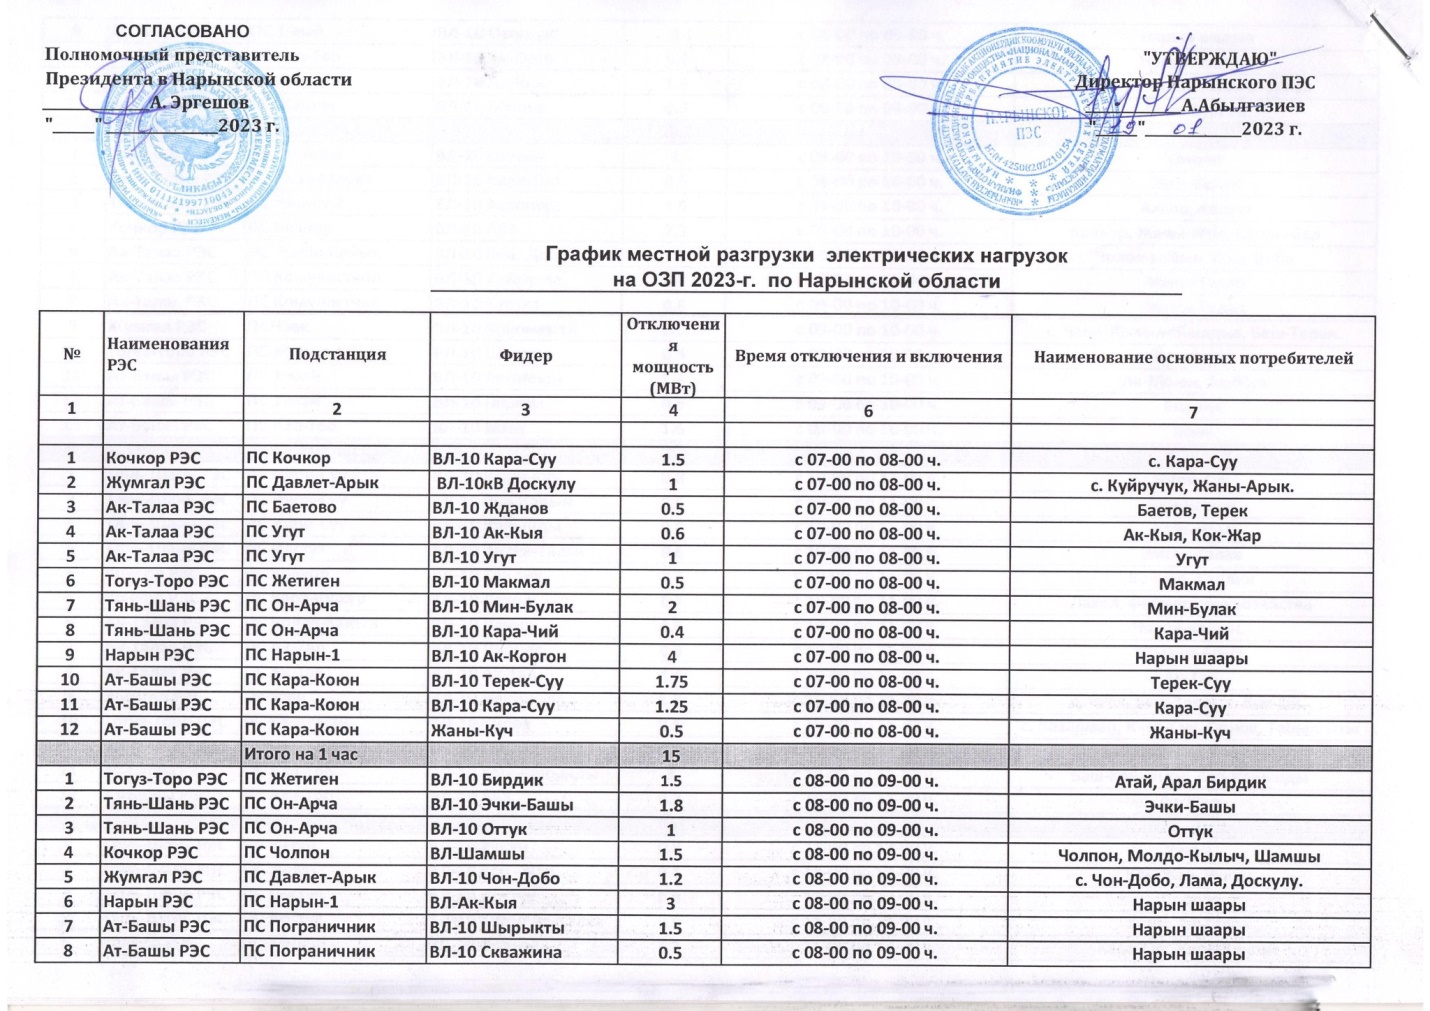 СОГЛАСОВАНО
Полномочный представитель
Президента в Нарынской области
____________А. Эргешов
"____"____________2023 г.
"УТВЕРЖДАЮ"
Директор Нарынского ПЭС
__________А.Абылгазиев
"19" 01 2023 г.
НАРЫНСКОЕ
ПЭС
График местной разгрузки электрических нагрузок
на ОЗП 2023-г. по Нарынской области
№ Наименования РЭС Подстанция Фидер Отключения мощность (МВт) Время отключения и включения Наименование основных потребителей
1 2 3 4 6 7
1 Кочкор РЭС ПС Кочкор ВЛ-10 Кара-Суу 1.5 с 07-00 по 08-00 ч. с. Кара-Суу
2 Жумгал РЭС ПС Давлет-Арык ВЛ-10кВ Доскулу 1 с 07-00 по 08-00 ч. с. Куйручук, Жаны-Арык.
3 Ак-Талаа РЭС ПС Баетово ВЛ-10 Жданов 0.5 с 07-00 по 08-00 ч. Баетов, Терек
4 Ак-Талаа РЭС ПС Угут ВЛ-10 Ак-Кыя 0.6 с 07-00 по 08-00 ч. Ак-Кыя, Кок-Жар
5 Ак-Талаа РЭС ПС Угут ВЛ-10 Угут 1 с 07-00 по 08-00 ч. Угут
6 Тогуз-Торо РЭС ПС Жетиген ВЛ-10 Макмал 0.5 с 07-00 по 08-00 ч. Макмал
7 Тянь-Шань РЭС ПС Он-Арча ВЛ-10 Мин-Булак 2 с 07-00 по 08-00 ч. Мин-Булак
8 Тянь-Шань РЭС ПС Он-Арча ВЛ-10 Кара-Чий 0.4 с 07-00 по 08-00 ч. Кара-Чий
9 Нарын РЭС ПС Нарын-1 ВЛ-10 Ак-Коргон 4 с 07-00 по 08-00 ч. Нарын шаары
10 Ат-Башы РЭС ПС Кара-Коюн ВЛ-10 Терек-Суу 1.75 с 07-00 по 08-00 ч. Терек-Суу
11 Ат-Башы РЭС ПС Кара-Коюн ВЛ-10 Кара-Суу 1.25 с 07-00 по 08-00 ч. Кара-Суу
12 Ат-Башы РЭС ПС Кара-Коюн Жаны-Куч 0.5 с 07-00 по 08-00 ч. Жаны-Куч
Итого на 1 час 15
1 Тогуз-Торо РЭС ПС Жетиген ВЛ-10 Бирдик 1.5 с 08-00 по 09-00 ч. Атай, Арал Бирдик
2 Тянь-Шань РЭС ПС Он-Арча ВЛ-10 Эчки-Башы 1.8 с 08-00 по 09-00 ч. Эчки-Башы
3 Тянь-Шань РЭС ПС Он-Арча ВЛ-10 Оттук 1 с 08-00 по 09-00 ч. Оттук
4 Кочкор РЭС ПС Чолпон ВЛ-Шамшы 1.5 с 08-00 по 09-00 ч. Чолпон, Молдо-Кылыч, Шамшы
5 Жумгал РЭС ПС Давлет-Арык ВЛ-10 Чон-Добо 1.2 с 08-00 по 09-00 ч. с. Чон-Добо, Лама, Доскулу.
6 Нарын РЭС ПС Нарын-1 ВЛ-Ак-Кыя 3 с 08-00 по 09-00 ч. Нарын шаары
7 Ат-Башы РЭС ПС Пограничник ВЛ-10 Шырыкты 1.5 с 08-00 по 09-00 ч. Нарын шаары
8 Ат-Башы РЭС ПС Пограничник ВЛ-10 Скважина 0.5 с 08-00 по 09-00 ч. Нарын шаары